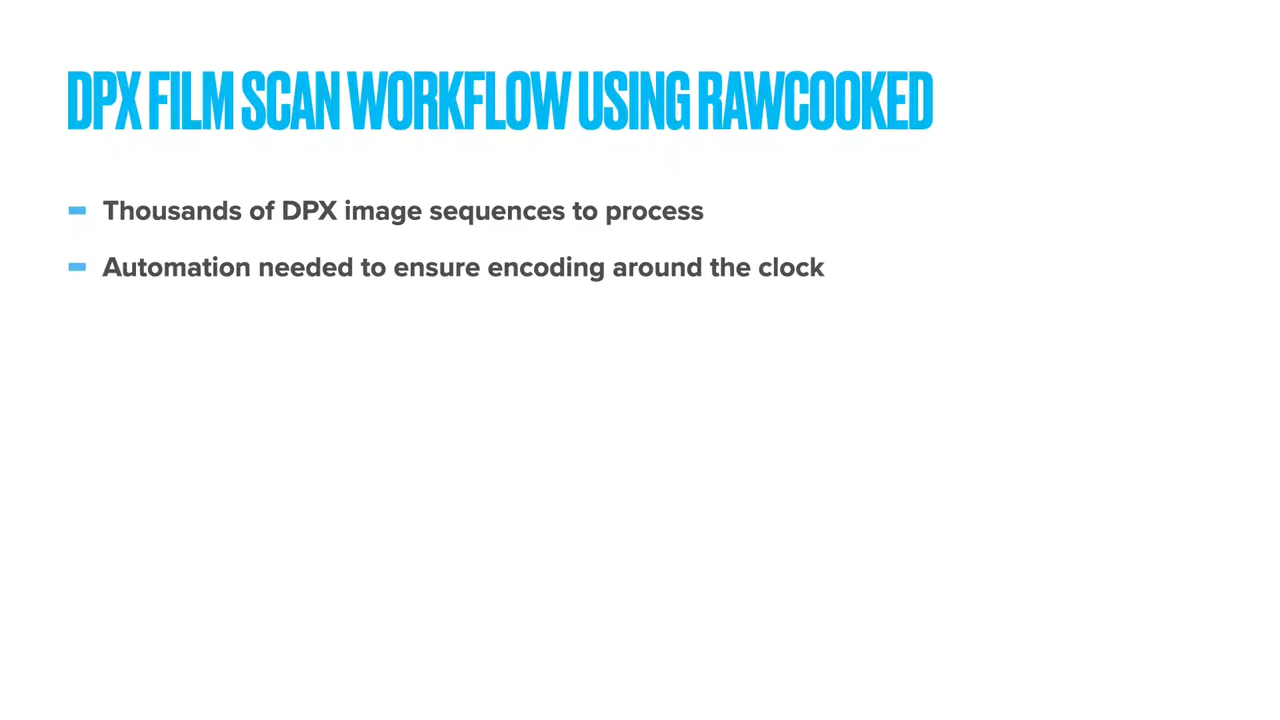 DPX FILM SCAN WORKFLOW USING RAWCOOKED
Thousands of DPX image sequences to process
Automation needed to ensure encoding around the clock